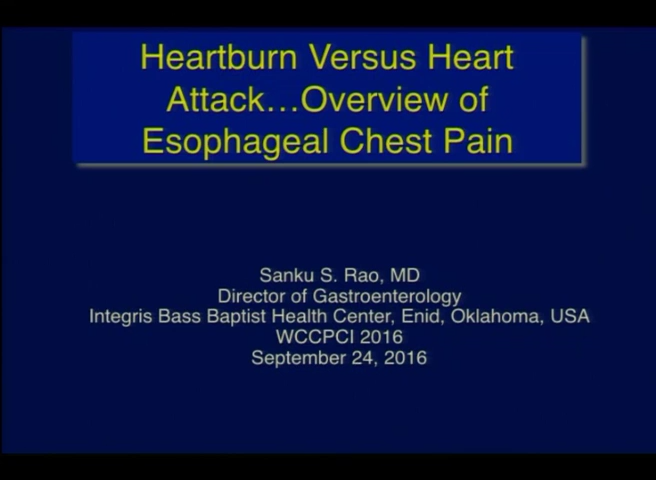 Heartburn Versus Heart
Attack...Overview of
Esophageal Chest Pain
Sanku S. Rao, MD
Director of Gastroenterology
Integris Bass Baptist Health Center, Enid, Oklahoma, USA
WCCPCI 2016
September 24, 2016